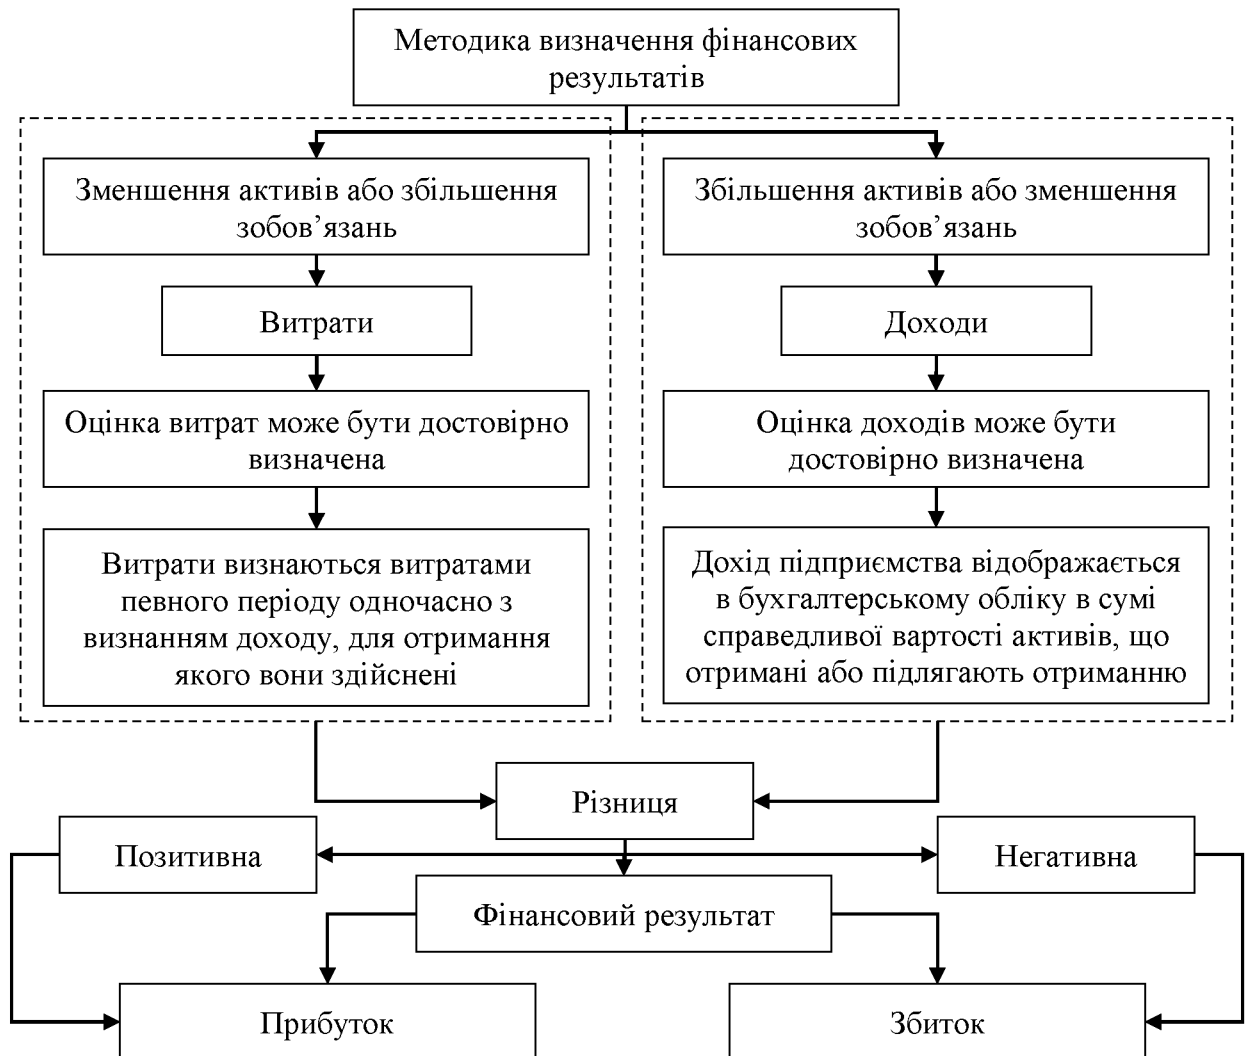 Методика визначення фінансових
результатів
Зменшення активів або збільшення
зобов’язань
Збільшення активів або зменшення
зобов’язань
Витрати
Доходи
Оцінка витрат може бути достовірно
визначена
Оцінка доходів може бути
достовірно визначена
Витрати визнаються витратами
певного періоду одночасно з
визнанням доходу, для отримання
якого вони здійснені
Дохід підприємства відображається
в бухгалтерському обліку в сумі
справедливої вартості активів, що
отримані або підлягають отриманню
Різниця
Позитивна
Негативна
Фінансовий результат
Прибуток
Збиток